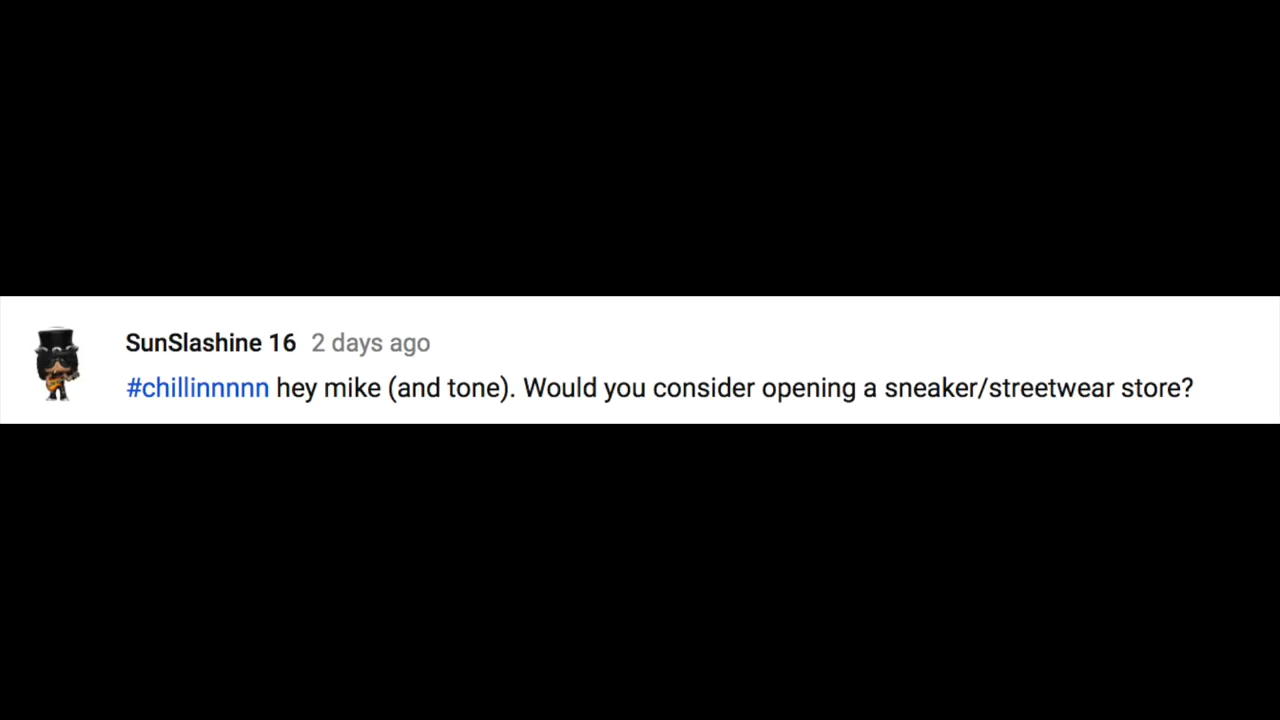 SunSlashine 16 2 days ago
#chillinnnnn hey mike (and tone). Would you consider opening a sneaker/streetwear store?